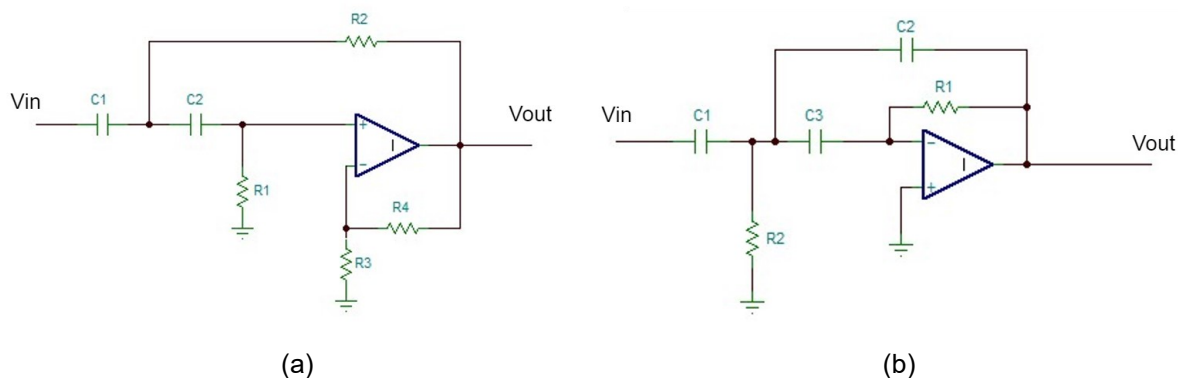 R2
Vin
C1
C2
+
−
I
Vout
R1
R4
R3
(a)
C2
R1
Vin
C1
C3
−
+
I
Vout
R2
(b)